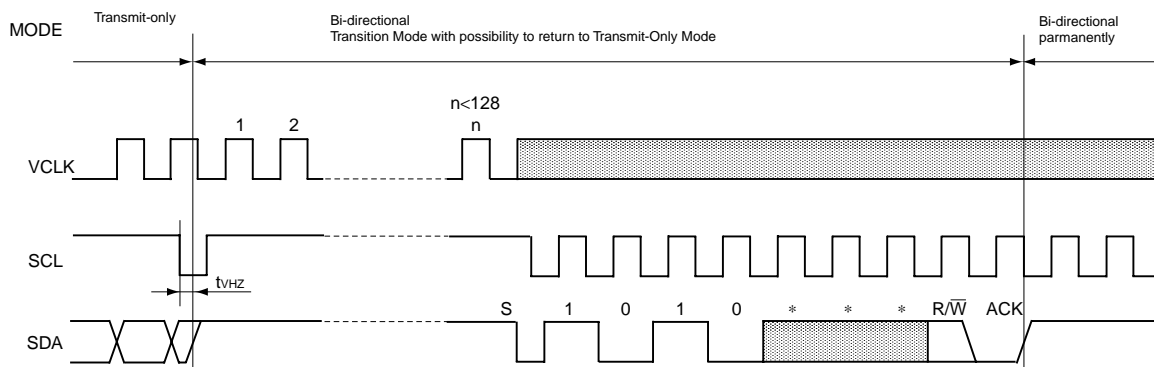 Transmit-only
Bi-directional
Transition Mode with possibility to return to Transmit-Only Mode
Bi-directional
parmanently
MODE
n<128
1 2 n
VCLK
SCL
tVHZ
S 1 0 1 0 * * * R/W̅ ACK
SDA